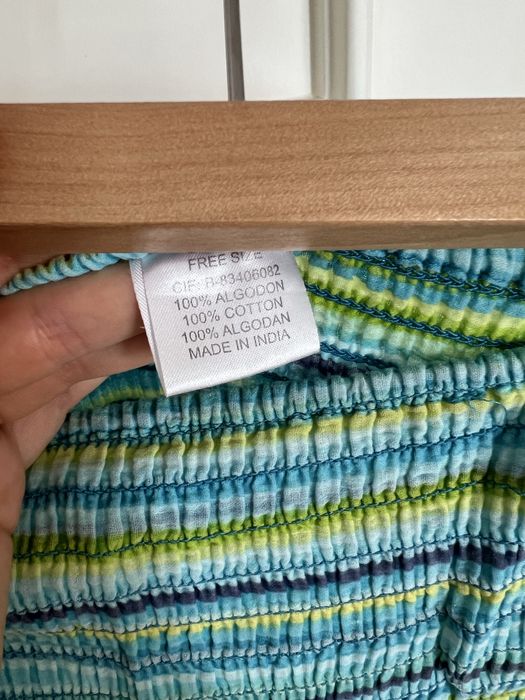 FREE SIZE
CIF: B-83406082
100% ALGODON
100% COTTON
100% ALGODAN
MADE IN INDIA